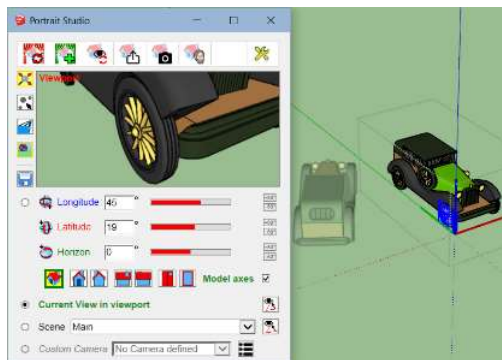 Portrait Studio
Viewport
Longitude 45 °
Latitude 19 °
Horizon 0 °
Model axes
Current View in viewport
Scene Main
Custom Camera No Camera defined